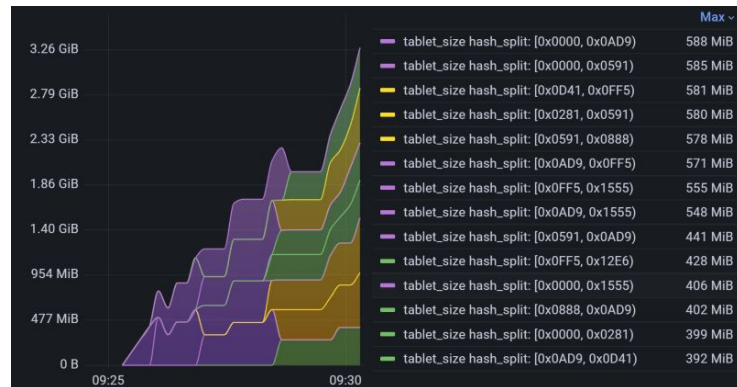 Max
3.26 GiB
2.79 GiB
2.33 GiB
1.86 GiB
1.40 GiB
954 MiB
477 MiB
0 B
09:25
09:30
tablet_size hash_split: [0x0000, 0x0AD9) 588 MiB
tablet_size hash_split: [0x0000, 0x0591) 585 MiB
tablet_size hash_split: [0x0D41, 0x0FF5) 581 MiB
tablet_size hash_split: [0x0281, 0x0591) 580 MiB
tablet_size hash_split: [0x0591, 0x0888) 578 MiB
tablet_size hash_split: [0x0AD9, 0x0FF5) 571 MiB
tablet_size hash_split: [0x0FF5, 0x1555) 555 MiB
tablet_size hash_split: [0x0AD9, 0x1555) 548 MiB
tablet_size hash_split: [0x0591, 0x0AD9) 441 MiB
tablet_size hash_split: [0x0FF5, 0x12E6) 428 MiB
tablet_size hash_split: [0x0000, 0x1555) 406 MiB
tablet_size hash_split: [0x0888, 0x0AD9) 402 MiB
tablet_size hash_split: [0x0000, 0x0281) 399 MiB
tablet_size hash_split: [0x0AD9, 0x0D41) 392 MiB